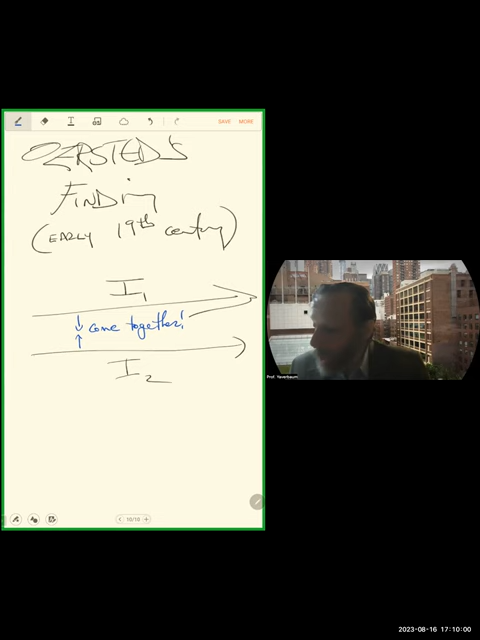 SAVE MORE
OERSTED'S
FINDing
(EARLY 19th century)
I1
come together!
I2
10/10
Prof. Yaverbaum
2023-08-16 17:10:00